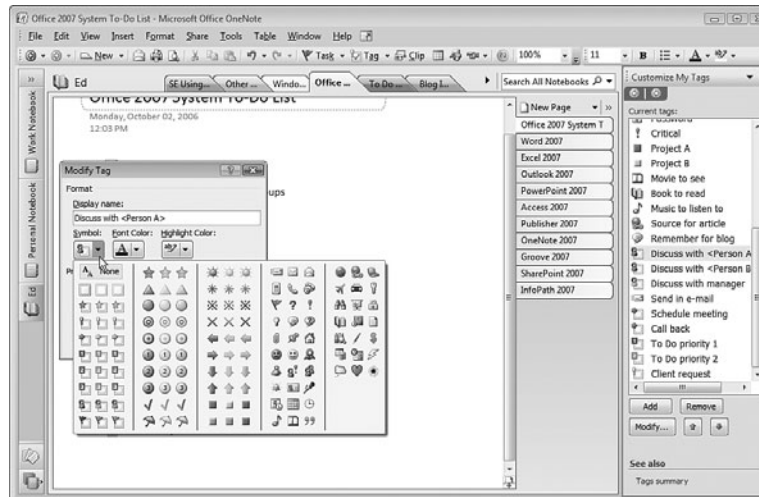 Office 2007 System To-Do List - Microsoft Office OneNote
File Edit View Insert Format Share Tools Table Window Help
New Task Tag Clip 100% 11 B A
Ed SE Using... Other ... Windo... Office ... To Do ... Blog I... Search All Notebooks
Work Notebook
Personal Notebook
Ed
Office 2007 System To-Do List
Monday, October 02, 2006
12:03 PM
ups
Modify Tag
Format
Display name:
Discuss with <Person A>
Symbol: Font Color: Highlight Color:
None
New Page
Office 2007 System T
Word 2007
Excel 2007
Outlook 2007
PowerPoint 2007
Access 2007
Publisher 2007
OneNote 2007
Groove 2007
SharePoint 2007
InfoPath 2007
Customize My Tags
Current tags:
Password
Critical
Project A
Project B
Movie to see
Book to read
Music to listen to
Source for article
Remember for blog
Discuss with <Person A
Discuss with <Person B
Discuss with manager
Send in e-mail
Schedule meeting
Call back
To Do priority 1
To Do priority 2
Client request
Add Remove
Modify...
See also
Tags summary